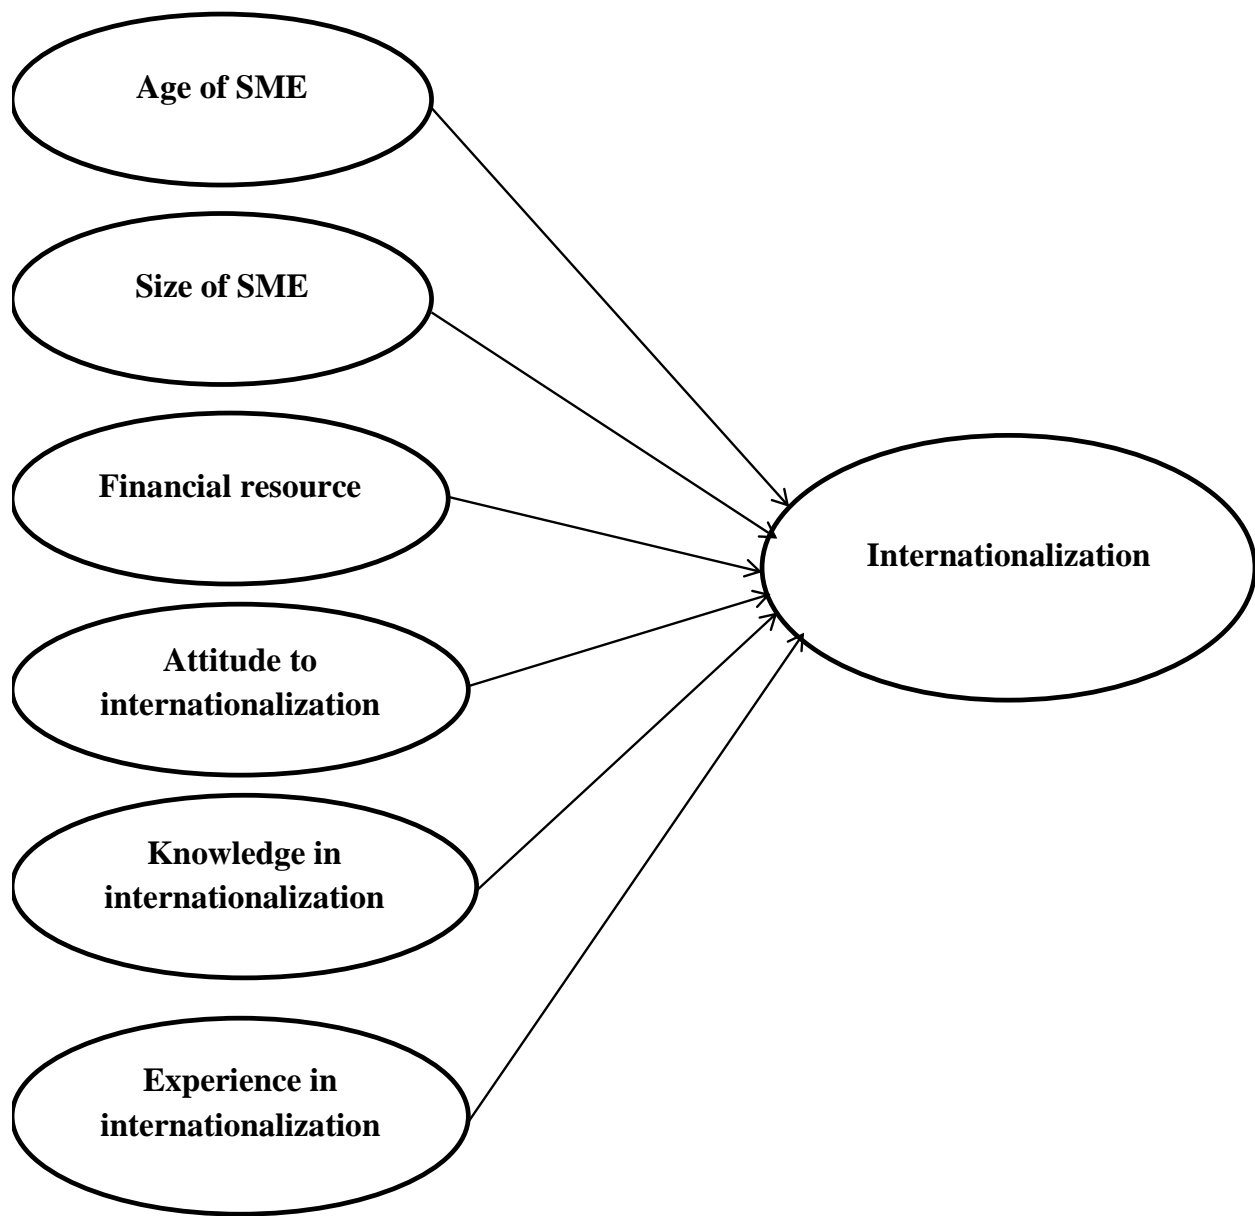 Age of SME
Size of SME
Financial resource
Attitude to
internationalization
Knowledge in
internationalization
Experience in
internationalization
Internationalization